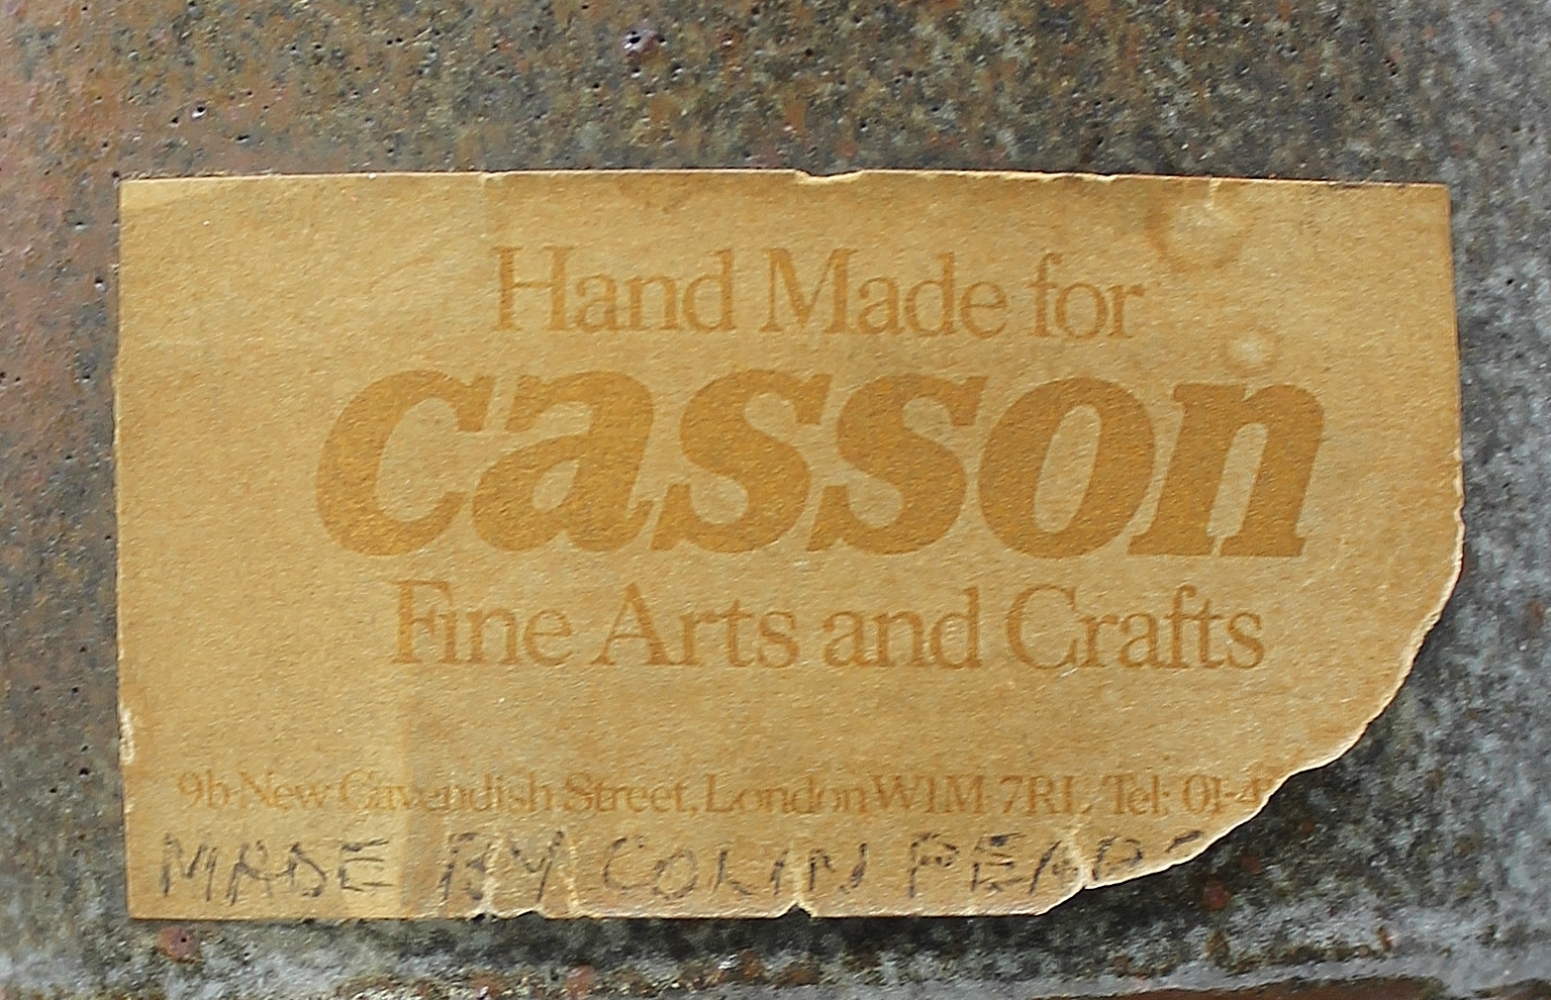 Hand Made for
casson
Fine Arts and Crafts
9b New Cavendish Street, London W1M 7RL Tel: 01-4
MADE BY COLIN PEAR